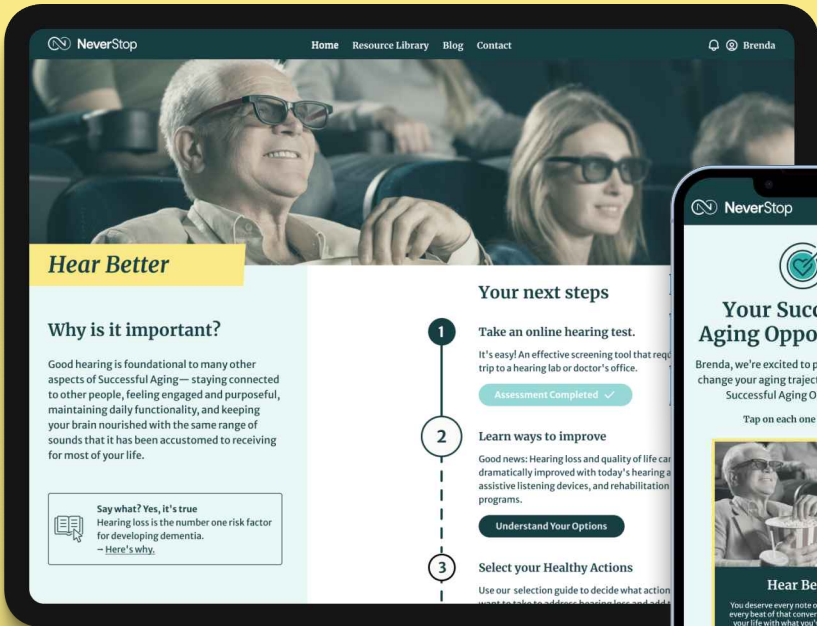 NeverStop
Home Resource Library Blog Contact
Brenda
Hear Better
Why is it important?
Good hearing is foundational to many other
aspects of Successful Aging— staying connected
to other people, feeling engaged and purposeful,
maintaining daily functionality, and keeping
your brain nourished with the same range of
sounds that it has been accustomed to receiving
for most of your life.
Say what? Yes, it's true
Hearing loss is the number one risk factor
for developing dementia.
→ Here's why.
Your next steps
1
Take an online hearing test.
It's easy! An effective screening tool that
trip to a hearing lab or doctor's office.
Assessment Completed ✓
2
Learn ways to improve
Good news: Hearing loss and quality of life
dramatically improved with today's hearing
assistive listening devices, and rehabilitation
programs.
Understand Your Options
3
Select your Healthy Actions
Use our selection guide to decide what action
want to take to address hearing loss and add
NeverStop
Your
Aging
Brenda, we're excited to
change your aging
Successful Aging
Tap on each one
Hear
You deserve every note
every beat of that
your life with what